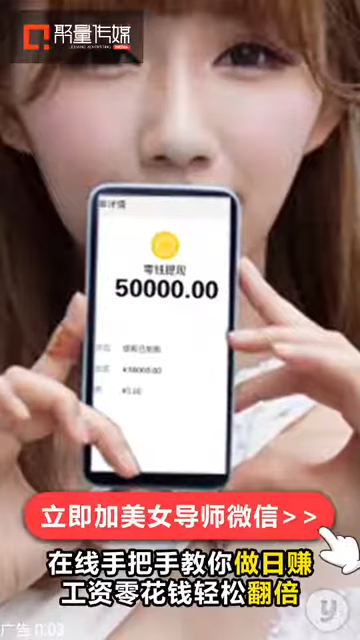 聚量传媒
MEDIA
零钱提现
50000.00
立即加美女导师微信>>
在线手把手教你做日赚
工资零花钱轻松翻倍
广告
y